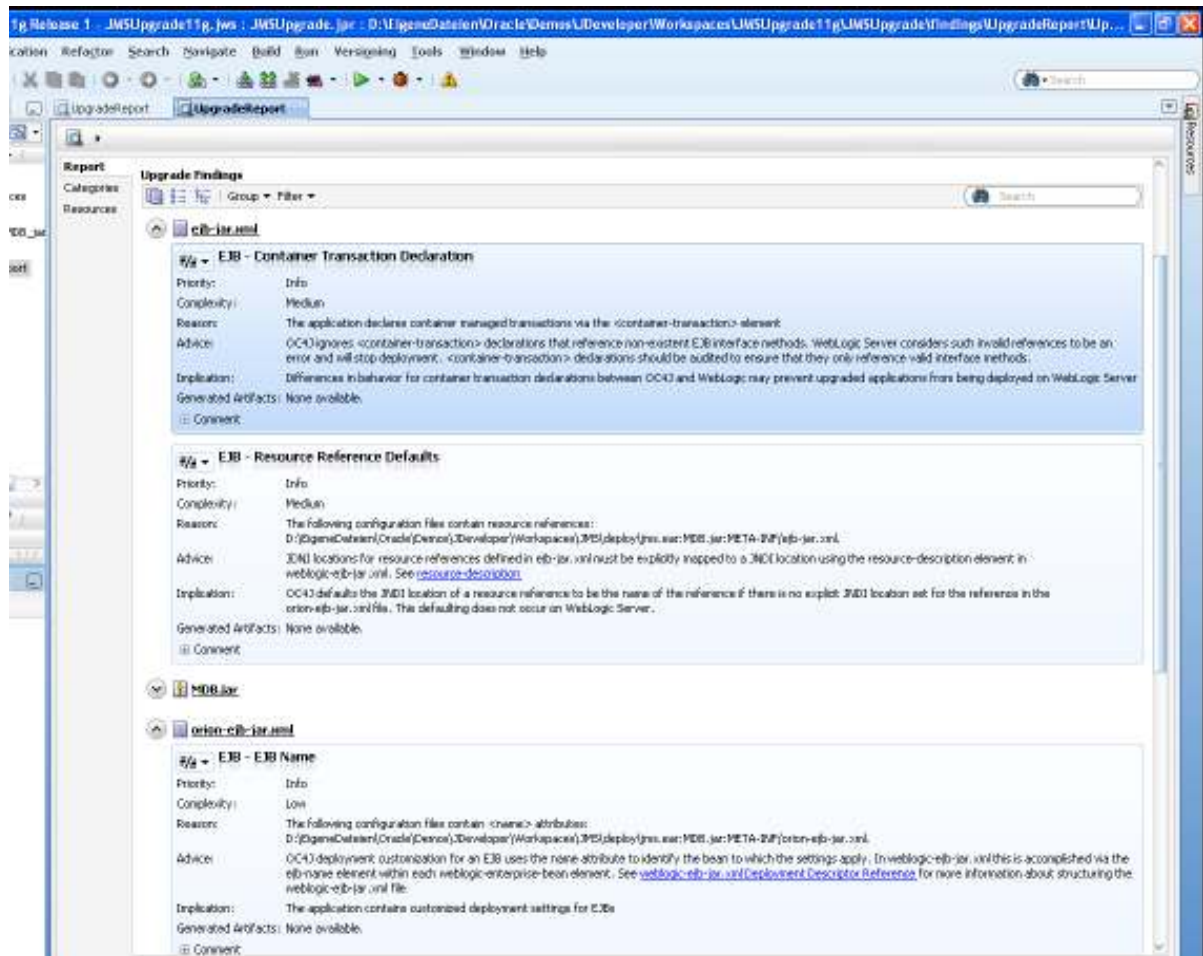 1g Release 1 - JMSUpgrade11g.jws : JMSUpgrade.jpr : D:\EigeneDateien\Oracle\Demos\JDeveloper\Workspaces\JMSUpgrade11g\JMSUpgrade\findings\UpgradeReport\Up...
cation Refactor Search Navigate Build Run Versioning Tools Window Help
Search
UpgradeReport UpgradeReport
Resources
Report
Categories
Resources
Upgrade Findings
Group Filter Search
ejb-jar.xml
EJB - Container Transaction Declaration
Priority: Info
Complexity: Medium
Reason: The application declares container managed transactions via the <container-transaction> element
Advice: OC4J ignores <container-transaction> declarations that reference non-existent EJB interface methods. WebLogic Server considers such invalid references to be an
error and will stop deployment. <container-transaction> declarations should be audited to ensure that they only reference valid interface methods.
Implication: Differences in behavior for container transaction declarations between OC4J and WebLogic may prevent upgraded applications from being deployed on WebLogic Server
Generated Artifacts: None available.
Comment
EJB - Resource Reference Defaults
Priority: Info
Complexity: Medium
Reason: The following configuration files contain resource references:
D:\EigeneDateien\Oracle\Demos\JDeveloper\Workspaces\JMS\deploy\jms.ear:MDB.jar:META-INF/ejb-jar.xml
Advice: JNDI locations for resource references defined in ejb-jar.xml must be explicitly mapped to a JNDI location using the resource-description element in
weblogic-ejb-jar.xml. See resource-description
Implication: OC4J defaults the JNDI location of a resource reference to be the name of the reference if there is no explicit JNDI location set for the reference in the
orion-ejb-jar.xml file. This defaulting does not occur on WebLogic Server.
Generated Artifacts: None available.
Comment
MDB.jar
orion-ejb-jar.xml
EJB - EJB Name
Priority: Info
Complexity: Low
Reason: The following configuration files contain <name> attributes:
D:\EigeneDateien\Oracle\Demos\JDeveloper\Workspaces\JMS\deploy\jms.ear:MDB.jar:META-INF/orion-ejb-jar.xml
Advice: OC4J deployment customization for an EJB uses the name attribute to identify the bean to which the settings apply. In weblogic-ejb-jar.xml this is accomplished via the
ejb-name element within each weblogic-enterprise-bean element. See weblogic-ejb-jar.xml Deployment Descriptor Reference for more information about structuring the
weblogic-ejb-jar.xml file.
Implication: The application contains customized deployment settings for EJBs
Generated Artifacts: None available.
Comment